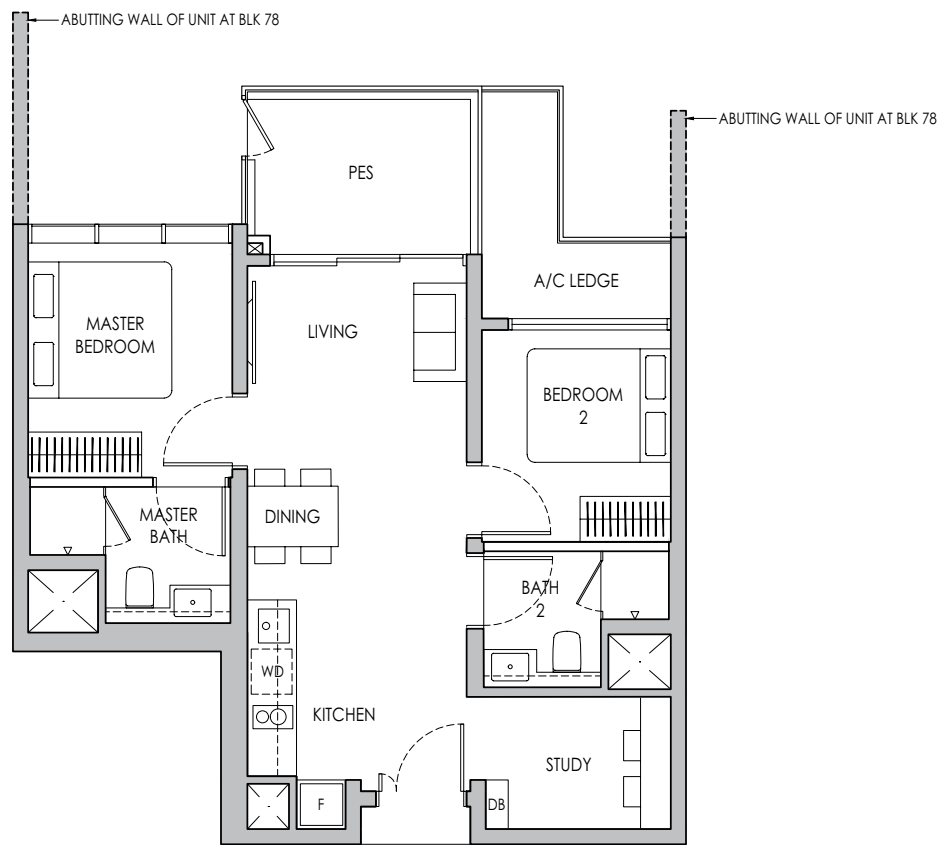 ABUTTING WALL OF UNIT AT BLK 78
ABUTTING WALL OF UNIT AT BLK 78
PES
A/C LEDGE
MASTER
BEDROOM
LIVING
BEDROOM
2
MASTER
BATH
DINING
BATH
2
WD
KITCHEN
STUDY
F
DB